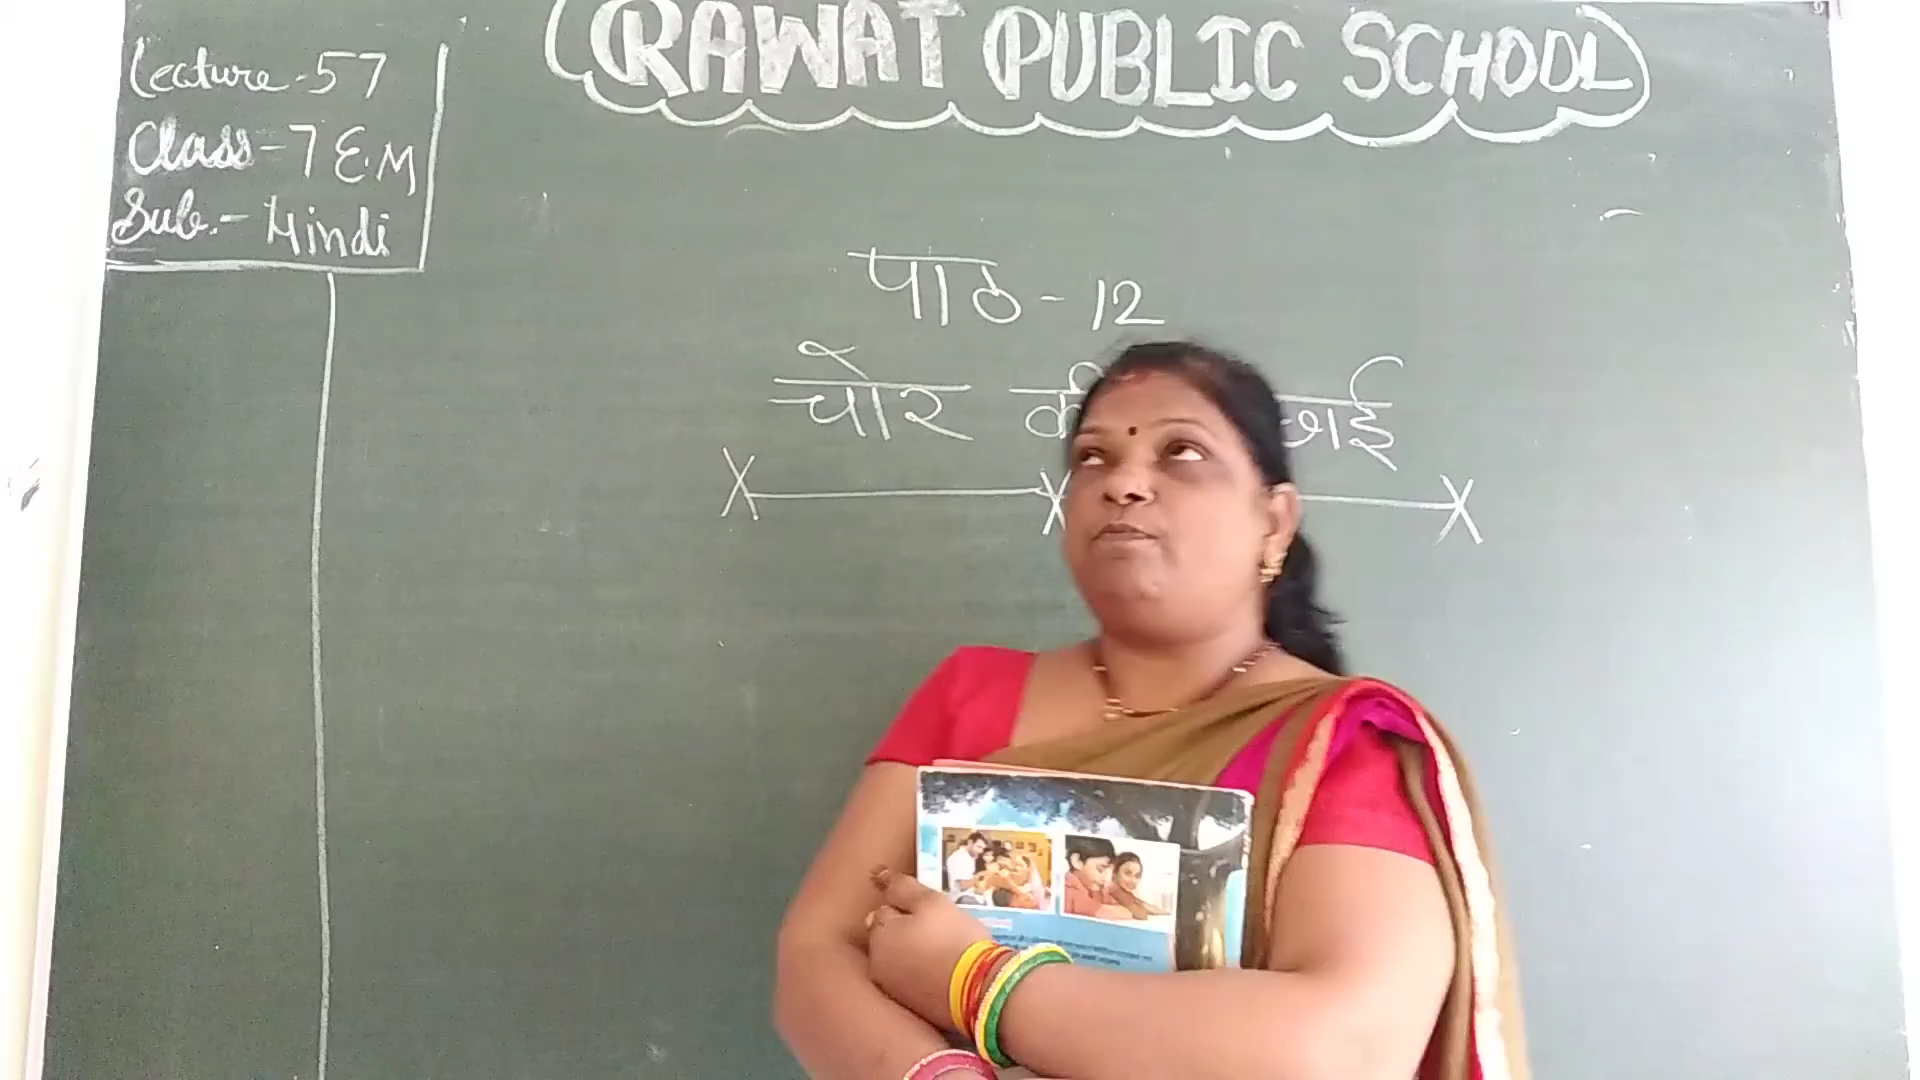 RAWAT PUBLIC SCHOOL
Lecture-57
Class-7 E.M
Sub.- Hindi
पाठ-12
चोर की